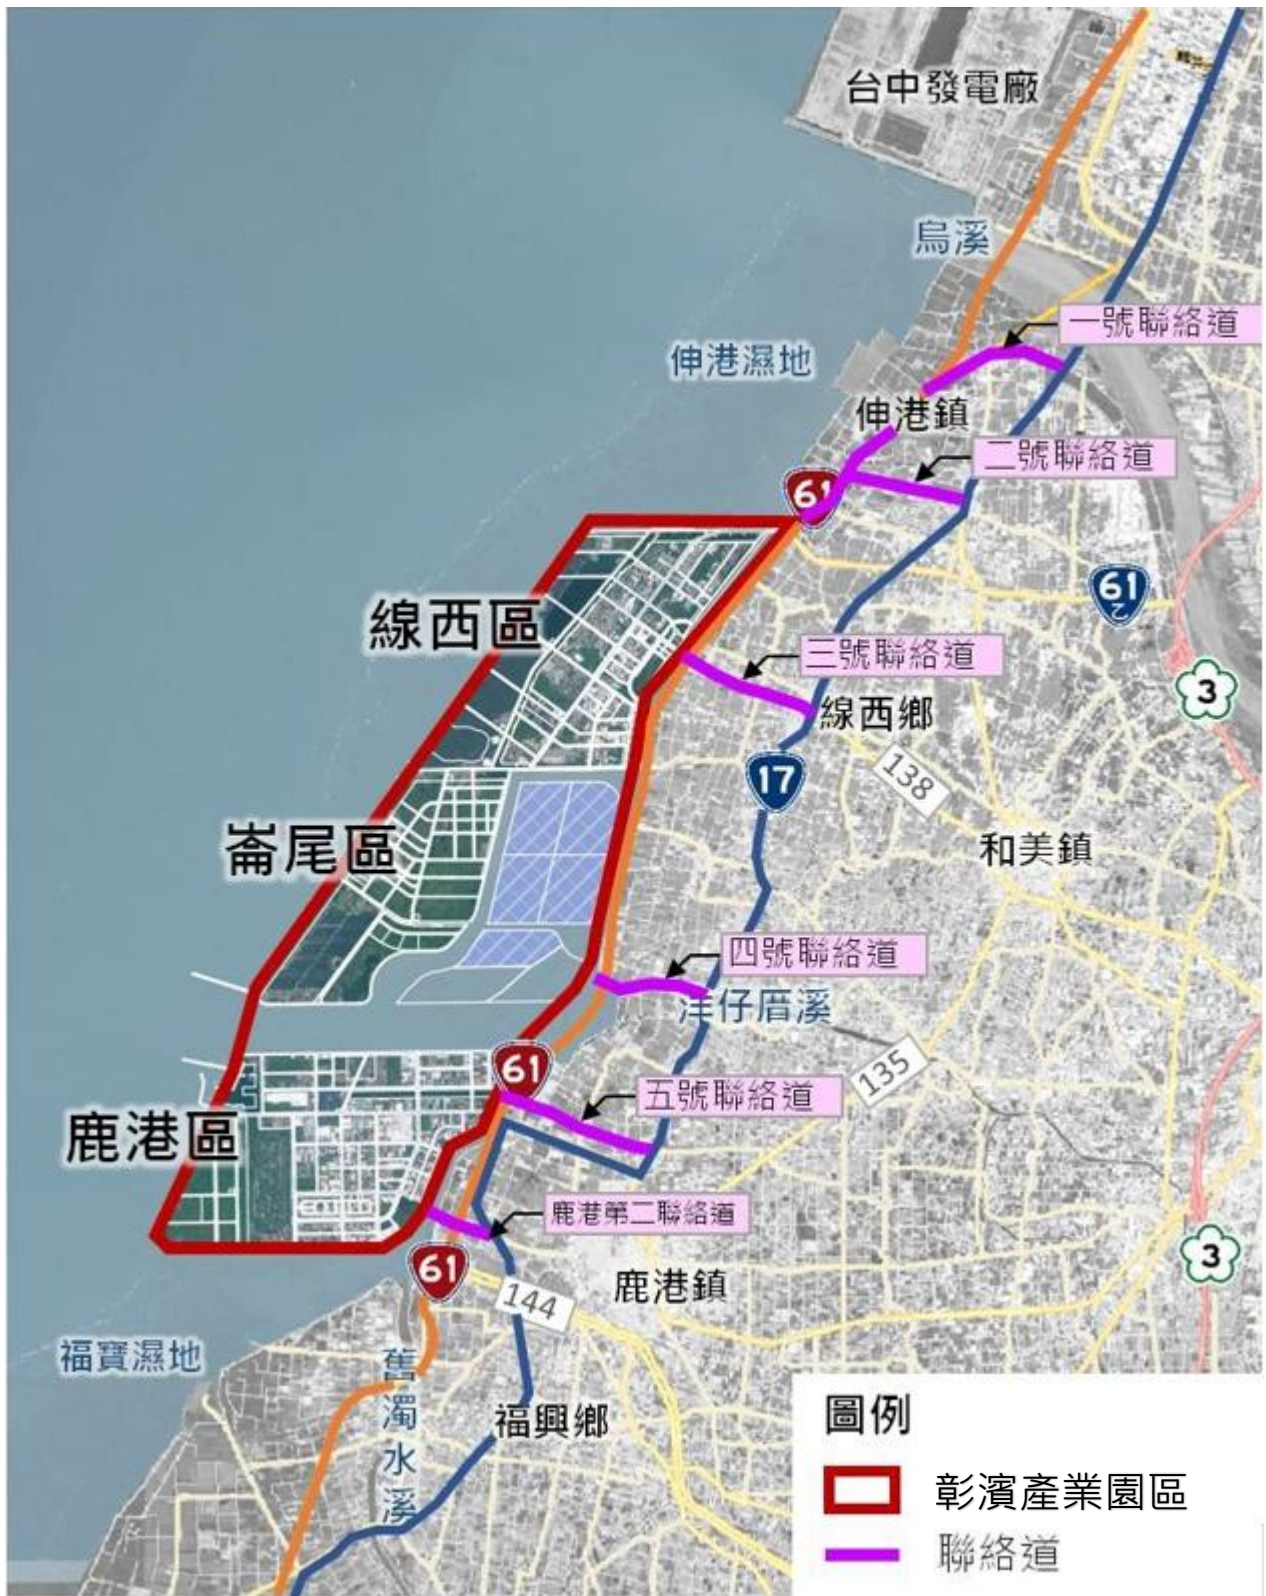 台中發電廠
烏溪
一號聯絡道
伸港濕地
伸港鎮
二號聯絡道
61
61
乙
線西區
三號聯絡道
3
線西鄉
17
138
崙尾區
和美鎮
四號聯絡道
洋仔厝溪
61
135
五號聯絡道
鹿港區
鹿港第二聯絡道
3
61
鹿港鎮
144
福寶濕地
舊濁水溪
福興鄉
圖例
彰濱產業園區
聯絡道